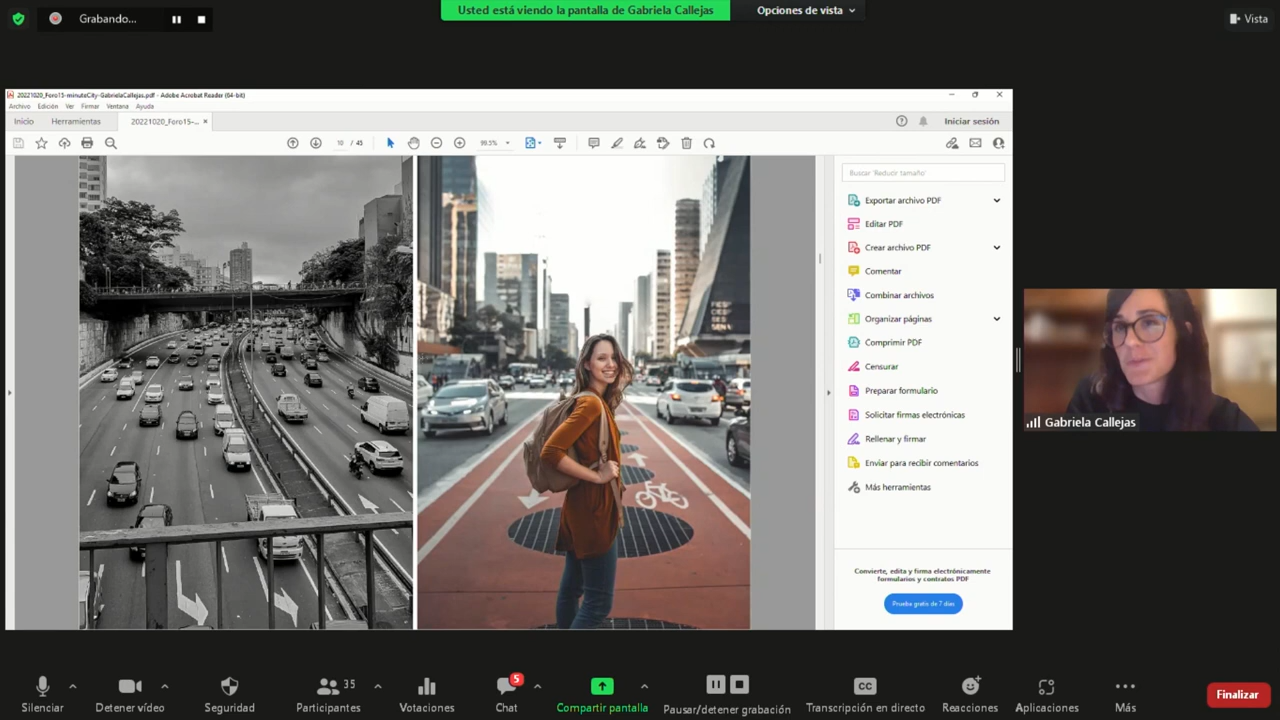 Grabando...
Usted está viendo la pantalla de Gabriela Callejas
Opciones de vista
Vista
20221020_Foro15-minuteCity-GabrielaCallejas.pdf - Adobe Acrobat Reader (64-bit)
Archivo Edición Ver Firmar Ventana Ayuda
Inicio Herramientas 20221020_Foro15-... × Iniciar sesión
10 / 45 99.5%
Buscar 'Reducir tamaño'
Exportar archivo PDF
Editar PDF
Crear archivo PDF
Comentar
Combinar archivos
Organizar páginas
Comprimir PDF
Censurar
Preparar formulario
Solicitar firmas electrónicas
Rellenar y firmar
Enviar para recibir comentarios
Más herramientas
Convierte, edita y firma electrónicamente
formularios y contratos PDF
Prueba gratis de 7 días
Gabriela Callejas
Silenciar
Detener vídeo
Seguridad
35
Participantes
Votaciones
5
Chat
Compartir pantalla
Pausar/detener grabación
CC
Transcripción en directo
Reacciones
Aplicaciones
Más
Finalizar